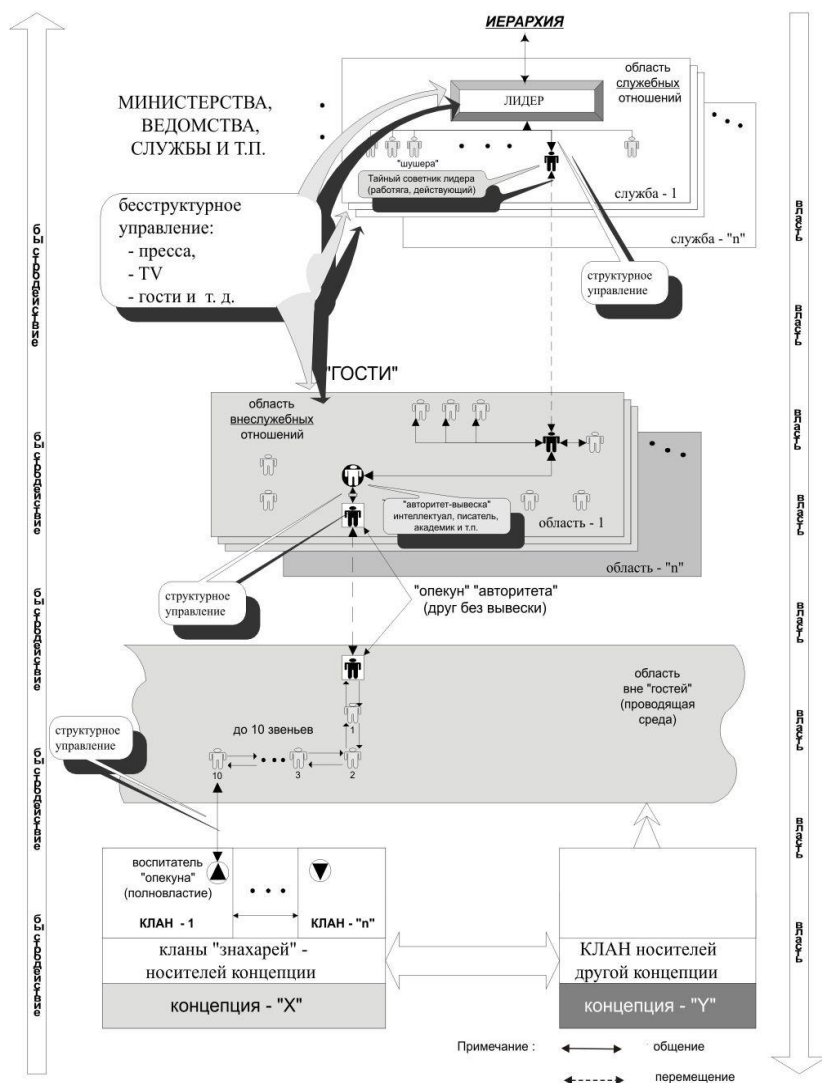 ИЕРАРХИЯ
область
служебных
отношений
ЛИДЕР
МИНИСТЕРСТВА,
ВЕДОМСТВА,
СЛУЖБЫ И Т.П.
"шушера"
Тайный советник лидера
(работяга, действующий)
служба - 1
служба - "n"
бесструктурное
управление:
- пресса,
- TV
- гости и т. д.
структурное
управление
"ГОСТИ"
область
внеслужебных
отношений
"авторитет-вывеска"
интеллектуал, писатель,
академик и т.п.
область - 1
область - "n"
структурное
управление
"опекун" "авторитета"
(друг без вывески)
область
вне "гостей"
(проводящая
среда)
до 10 звеньев
1
10
3
2
структурное
управление
воспитатель
"опекуна"
(полновластие)
КЛАН - 1
КЛАН - "n"
кланы "знахарей" -
носителей концепции
концепция - "X"
КЛАН носителей
другой концепции
концепция - "Y"
Примечание :
общение
перемещение
быстродействие
быстродействие
быстродействие
быстродействие
быстродействие
власть
власть
власть
власть
власть
власть
власть
власть